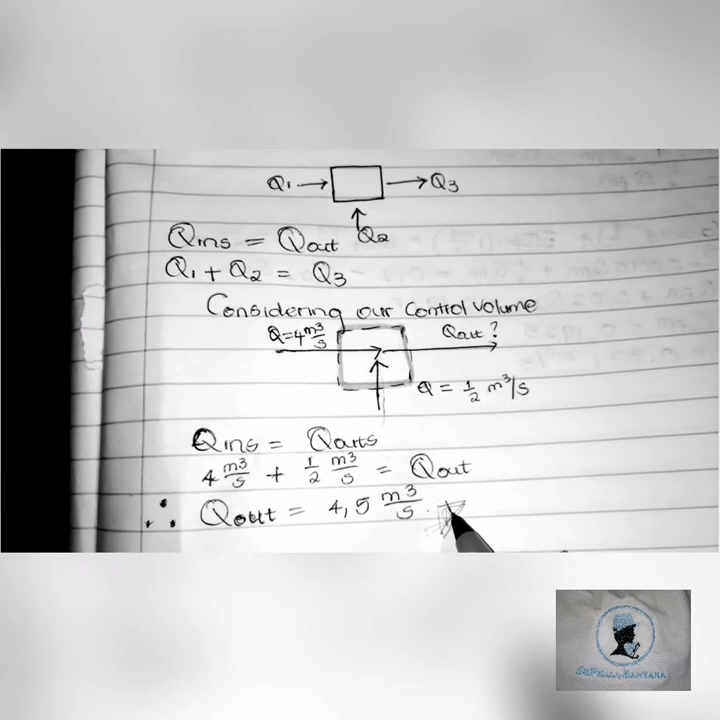 Q₁ → → Q₃
Qins = Qout Q₂
Q₁ + Q₂ = Q₃
Considering our Control Volume
Q=4 m³/s Qout ?
Q = 1/2 m³/s
Qins = Qouts
4 m³/s + 1/2 m³/s = Qout
∴ Qout = 4,5 m³/s.